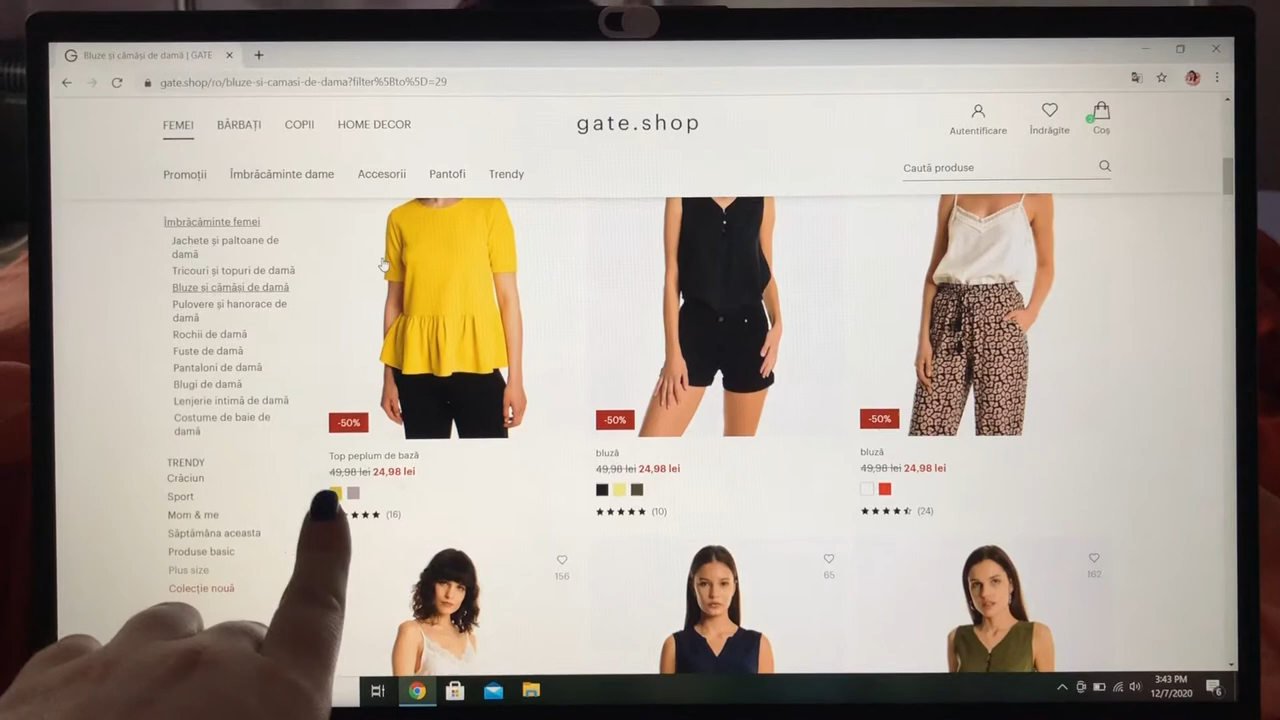 Bluze și cămăși de damă | GATE
gate.shop/ro/bluze-si-camasi-de-dama?filter%5Bto%5D=29
FEMEI BĂRBAȚI COPII HOME DECOR
gate.shop
Autentificare Îndrăgite Coș
Promoții Îmbrăcăminte dame Accesorii Pantofi Trendy
Caută produse
Îmbrăcăminte femei
Jachete și paltoane de
damă
Tricouri și topuri de damă
Bluze și cămăși de damă
Pulovere și hanorace de
damă
Rochii de damă
Fuste de damă
Pantaloni de damă
Blugi de damă
Lenjerie intimă de damă
Costume de baie de
damă
TRENDY
Crăciun
Sport
Mom & me
Săptămâna aceasta
Produse basic
Plus size
Colecție nouă
-50%
Top peplum de bază
49,98 lei 24,98 lei
(16)
-50%
bluză
49,98 lei 24,98 lei
(10)
-50%
bluză
49,98 lei 24,98 lei
(24)
156
65
162
3:43 PM
12/7/2020
6